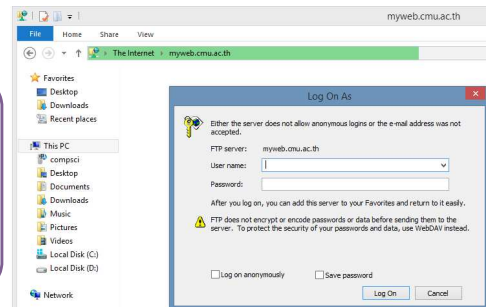 myweb.cmu.ac.th
File Home Share View
The Internet myweb.cmu.ac.th
Favorites
Desktop
Downloads
Recent places
This PC
compsci
Desktop
Documents
Downloads
Music
Pictures
Videos
Local Disk (C:)
Local Disk (D:)
Network
Log On As
Either the server does not allow anonymous logins or the e-mail address was not
accepted.
FTP server: myweb.cmu.ac.th
User name:
Password:
After you log on, you can add this server to your Favorites and return to it easily.
FTP does not encrypt or encode passwords or data before sending them to the
server. To protect the security of your passwords and data, use WebDAV instead.
Log on anonymously Save password
Log On Cancel